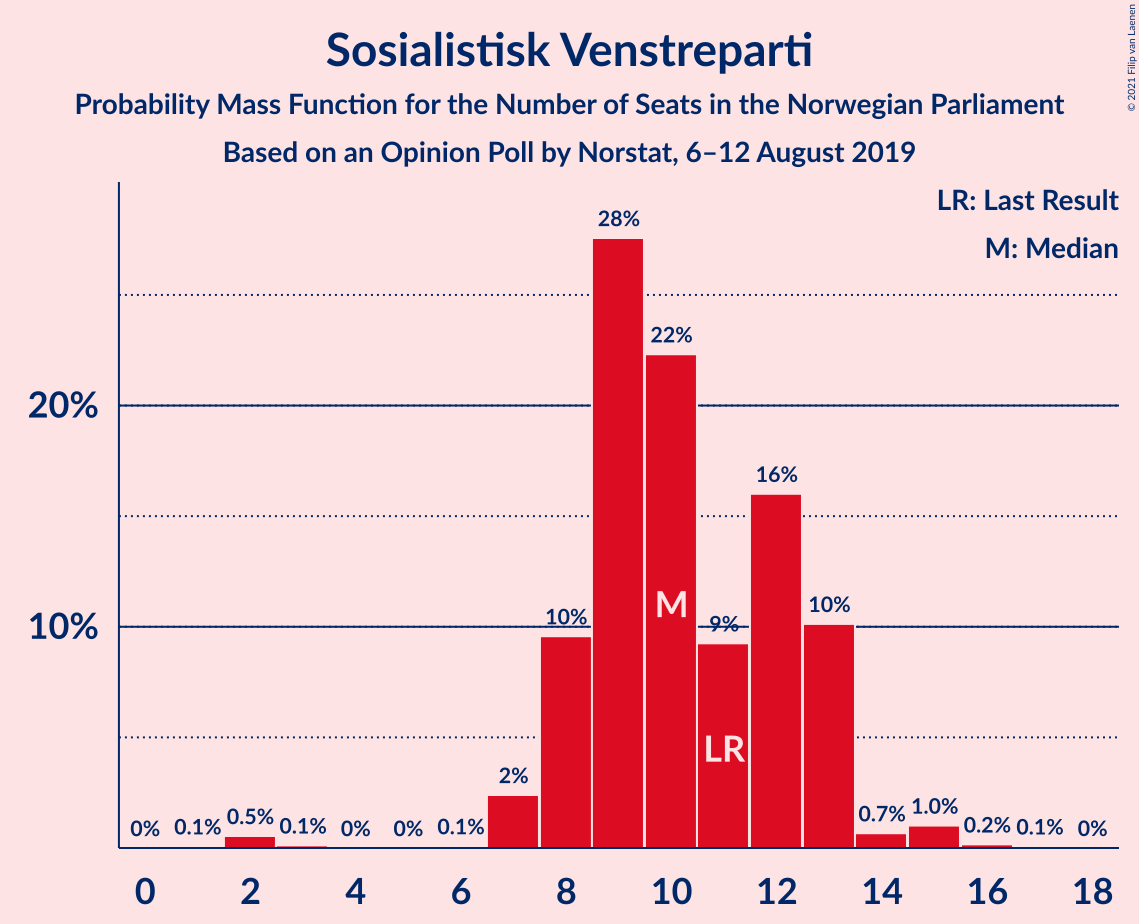 Sosialistisk Venstreparti
Probability Mass Function for the Number of Seats in the Norwegian Parliament
Based on an Opinion Poll by Norstat, 6–12 August 2019
© 2021 Filip van Laenen
LR: Last Result
M: Median
28%
22%
20%
16%
10%
10%
9%
10%
M
LR
2%
0%
0.1%
0.5%
0.1%
0%
0%
0.1%
0.7%
1.0%
0.2%
0.1%
0%
0 2 4 6 8 10 12 14 16 18